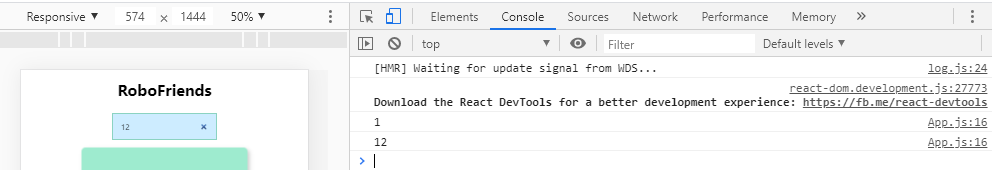 Responsive ▼ 574 × 1444 50% ▼
Elements Console Sources Network Performance Memory »
top ▼ Filter Default levels ▼
[HMR] Waiting for update signal from WDS... log.js:24
react-dom.development.js:27773
Download the React DevTools for a better development experience: https://fb.me/react-devtools
1 App.js:16
12 App.js:16
>
RoboFriends
12 ×